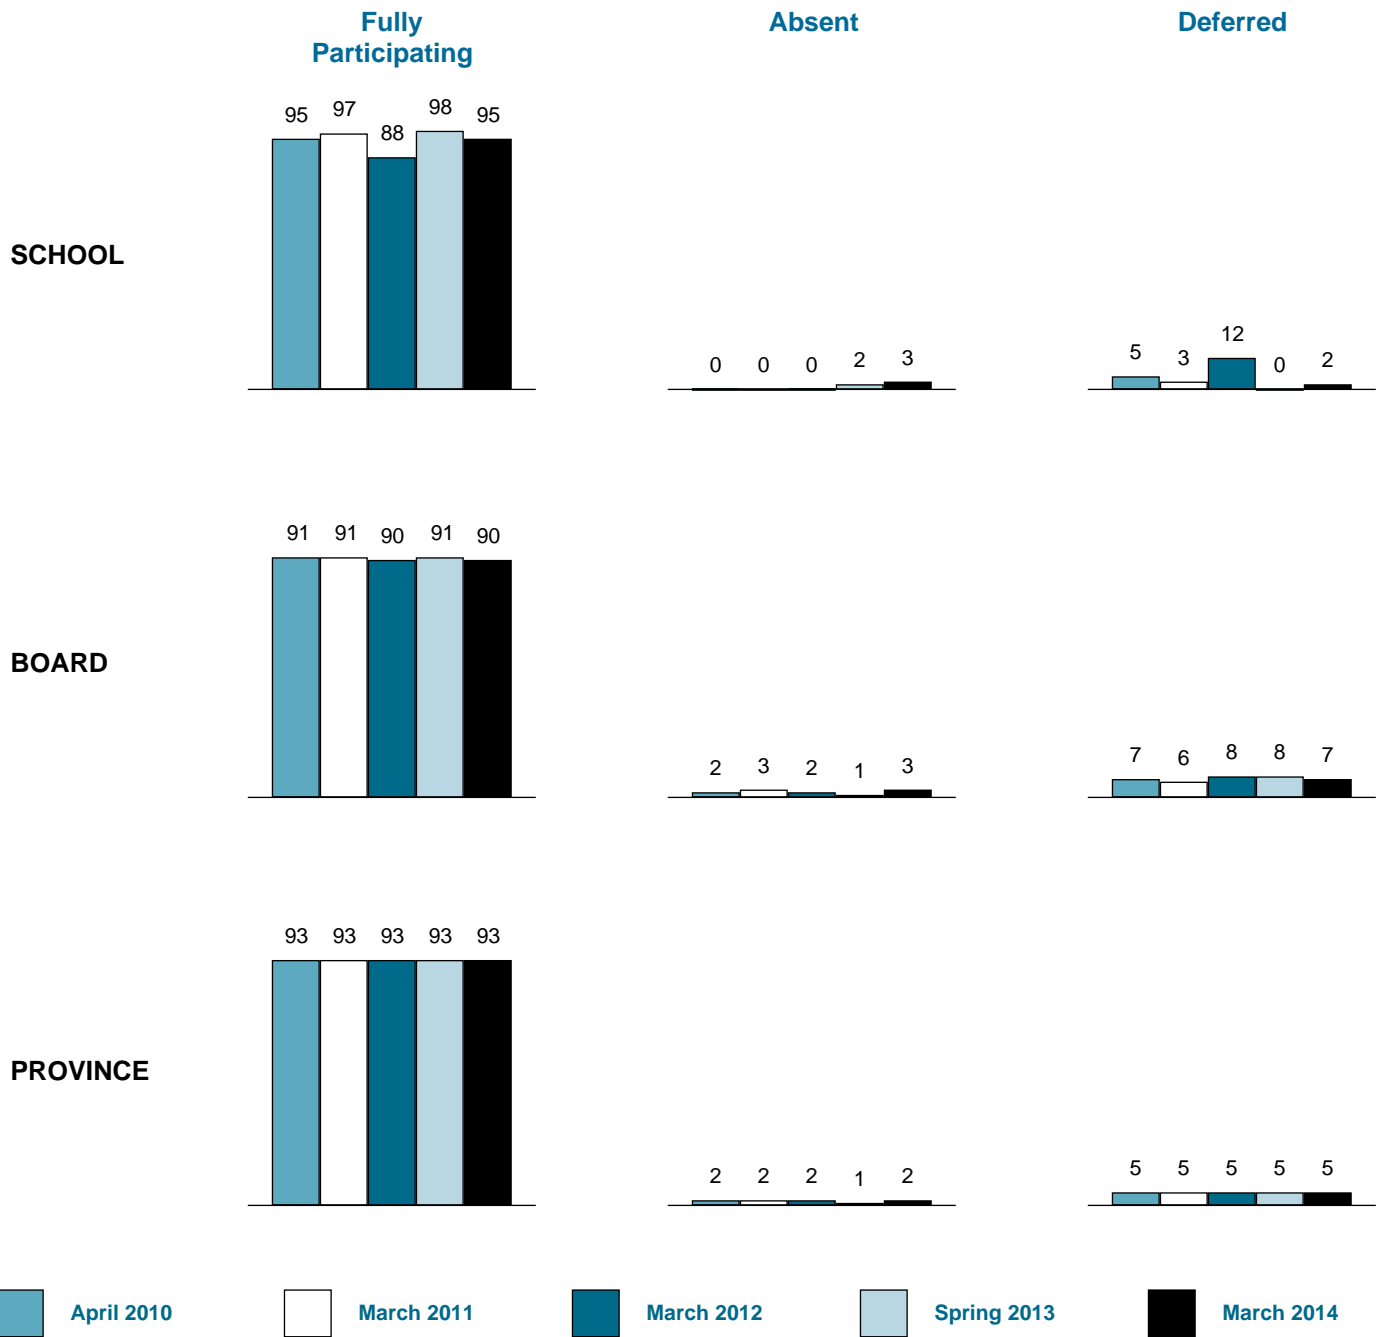 Fully
Participating
Absent
Deferred
SCHOOL
95 97 88 98 95
0 0 0 2 3
5 3 12 0 2
BOARD
91 91 90 91 90
2 3 2 1 3
7 6 8 8 7
PROVINCE
93 93 93 93 93
2 2 2 1 2
5 5 5 5 5
April 2010
March 2011
March 2012
Spring 2013
March 2014